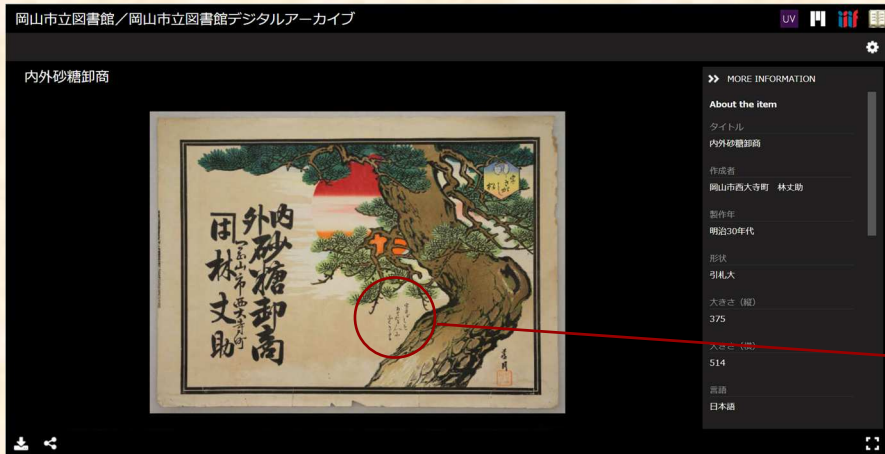 岡山市立図書館／岡山市立図書館デジタルアーカイブ
UV
iiif
内外砂糖卸商
内外砂糖卸商
岡山市西大寺町
林丈助
MORE INFORMATION
About the item
タイトル
内外砂糖卸商
作成者
岡山市西大寺町　林丈助
製作年
明治30年代
形状
引札大
大きさ（縦）
375
大きさ（横）
514
言語
日本語